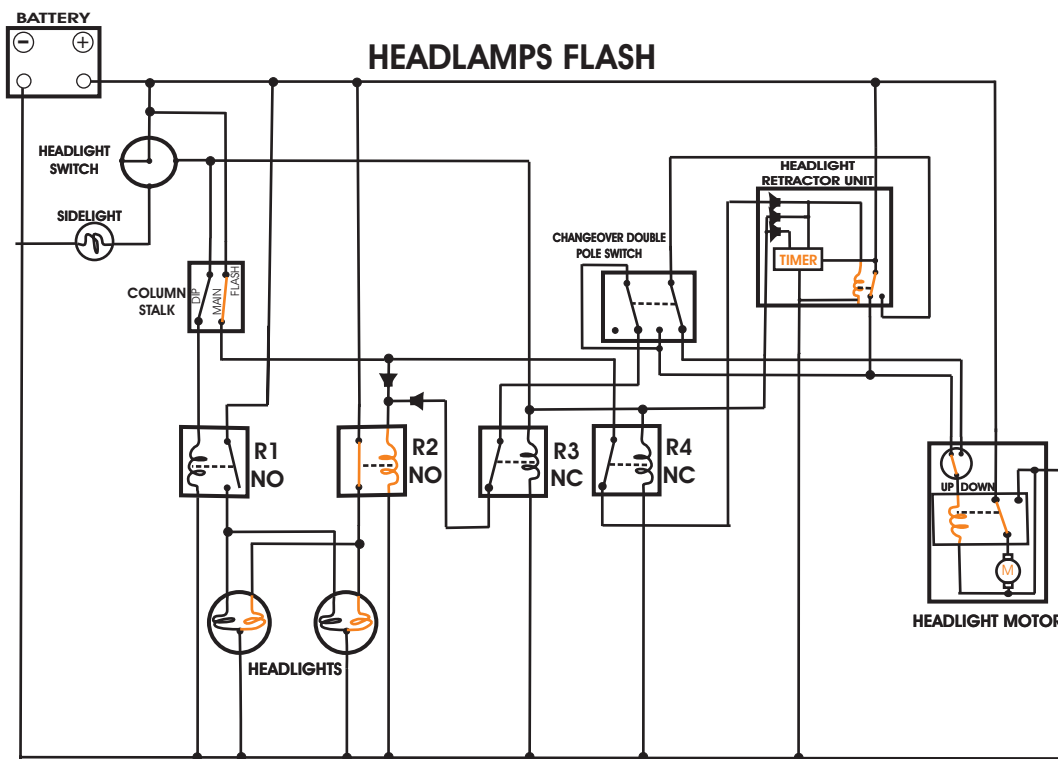 BATTERY
HEADLAMPS FLASH
HEADLIGHT
SWITCH
SIDELIGHT
COLUMN
STALK
DIP
MAIN
FLASH
CHANGEOVER DOUBLE
POLE SWITCH
HEADLIGHT
RETRACTOR UNIT
TIMER
R1
NO
R2
NO
R3
NC
R4
NC
UP DOWN
M
HEADLIGHT MOTOR
HEADLIGHTS